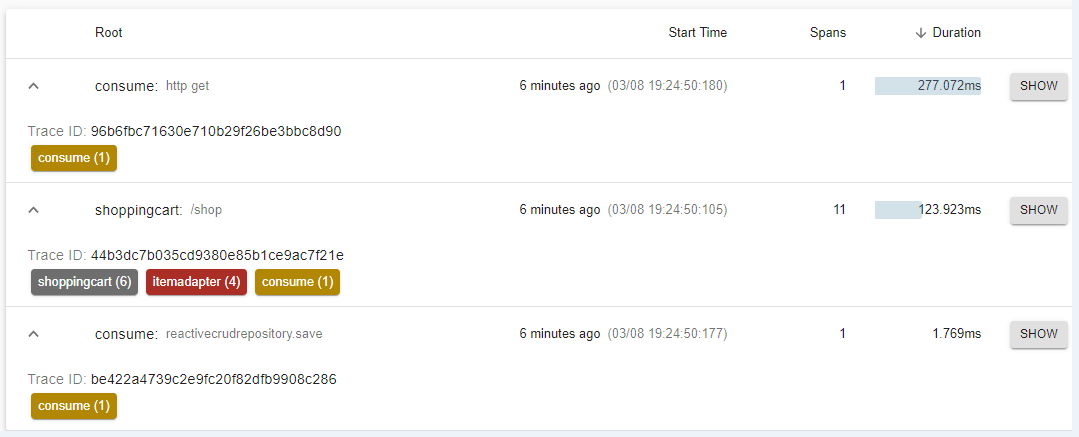 Root Start Time Spans Duration
consume: http get 6 minutes ago (03/08 19:24:50:180) 1 277.072ms SHOW
Trace ID: 96b6fbc71630e710b29f26be3bbc8d90
consume (1)
shoppingcart: /shop 6 minutes ago (03/08 19:24:50:105) 11 123.923ms SHOW
Trace ID: 44b3dc7b035cd9380e85b1ce9ac7f21e
shoppingcart (6) itemadapter (4) consume (1)
consume: reactivecrudrepository.save 6 minutes ago (03/08 19:24:50:177) 1 1.769ms SHOW
Trace ID: be422a4739c2e9fc20f82dfb9908c286
consume (1)